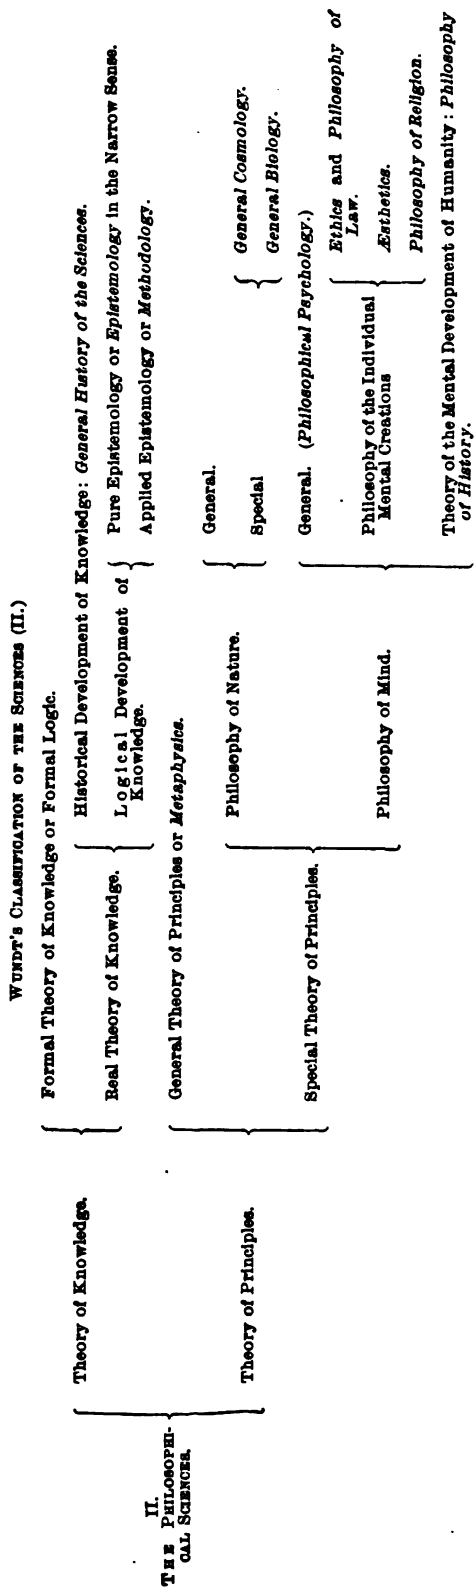 WUNDT'S CLASSIFICATION OF THE SCIENCES (II.)
II.
THE PHILOSOPHI-
CAL SCIENCES.
Theory of Knowledge.
Formal Theory of Knowledge or Formal Logic.
Real Theory of Knowledge.
Historical Development of Knowledge: General History of the Sciences.
Logical Development of
Knowledge.
Pure Epistemology or Epistemology in the Narrow Sense.
Applied Epistemology or Methodology.
Theory of Principles.
General Theory of Principles or Metaphysics.
Special Theory of Principles.
Philosophy of Nature.
General.
Special
General Cosmology.
General Biology.
Philosophy of Mind.
General. (Philosophical Psychology.)
Philosophy of the Individual
Mental Creations
Ethics and Philosophy of
Law.
Æsthetics.
Philosophy of Religion.
Theory of the Mental Development of Humanity: Philosophy
of History.